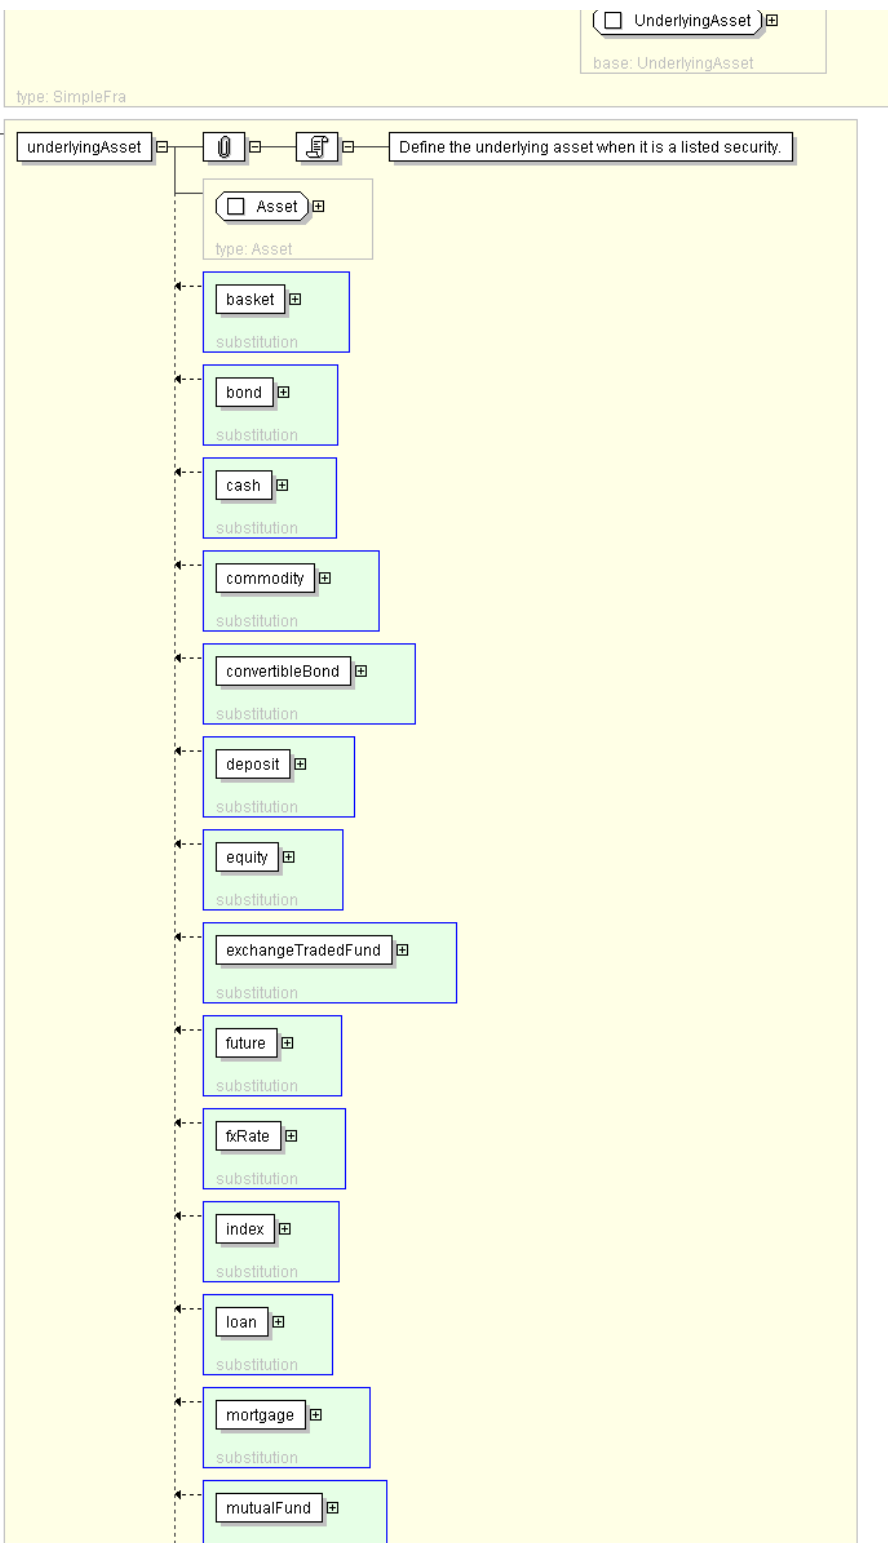 UnderlyingAsset
base: UnderlyingAsset
type: SimpleFra
underlyingAsset
Define the underlying asset when it is a listed security.
Asset
type: Asset
basket
substitution
bond
substitution
cash
substitution
commodity
substitution
convertibleBond
substitution
deposit
substitution
equity
substitution
exchangeTradedFund
substitution
future
substitution
fxRate
substitution
index
substitution
loan
substitution
mortgage
substitution
mutualFund